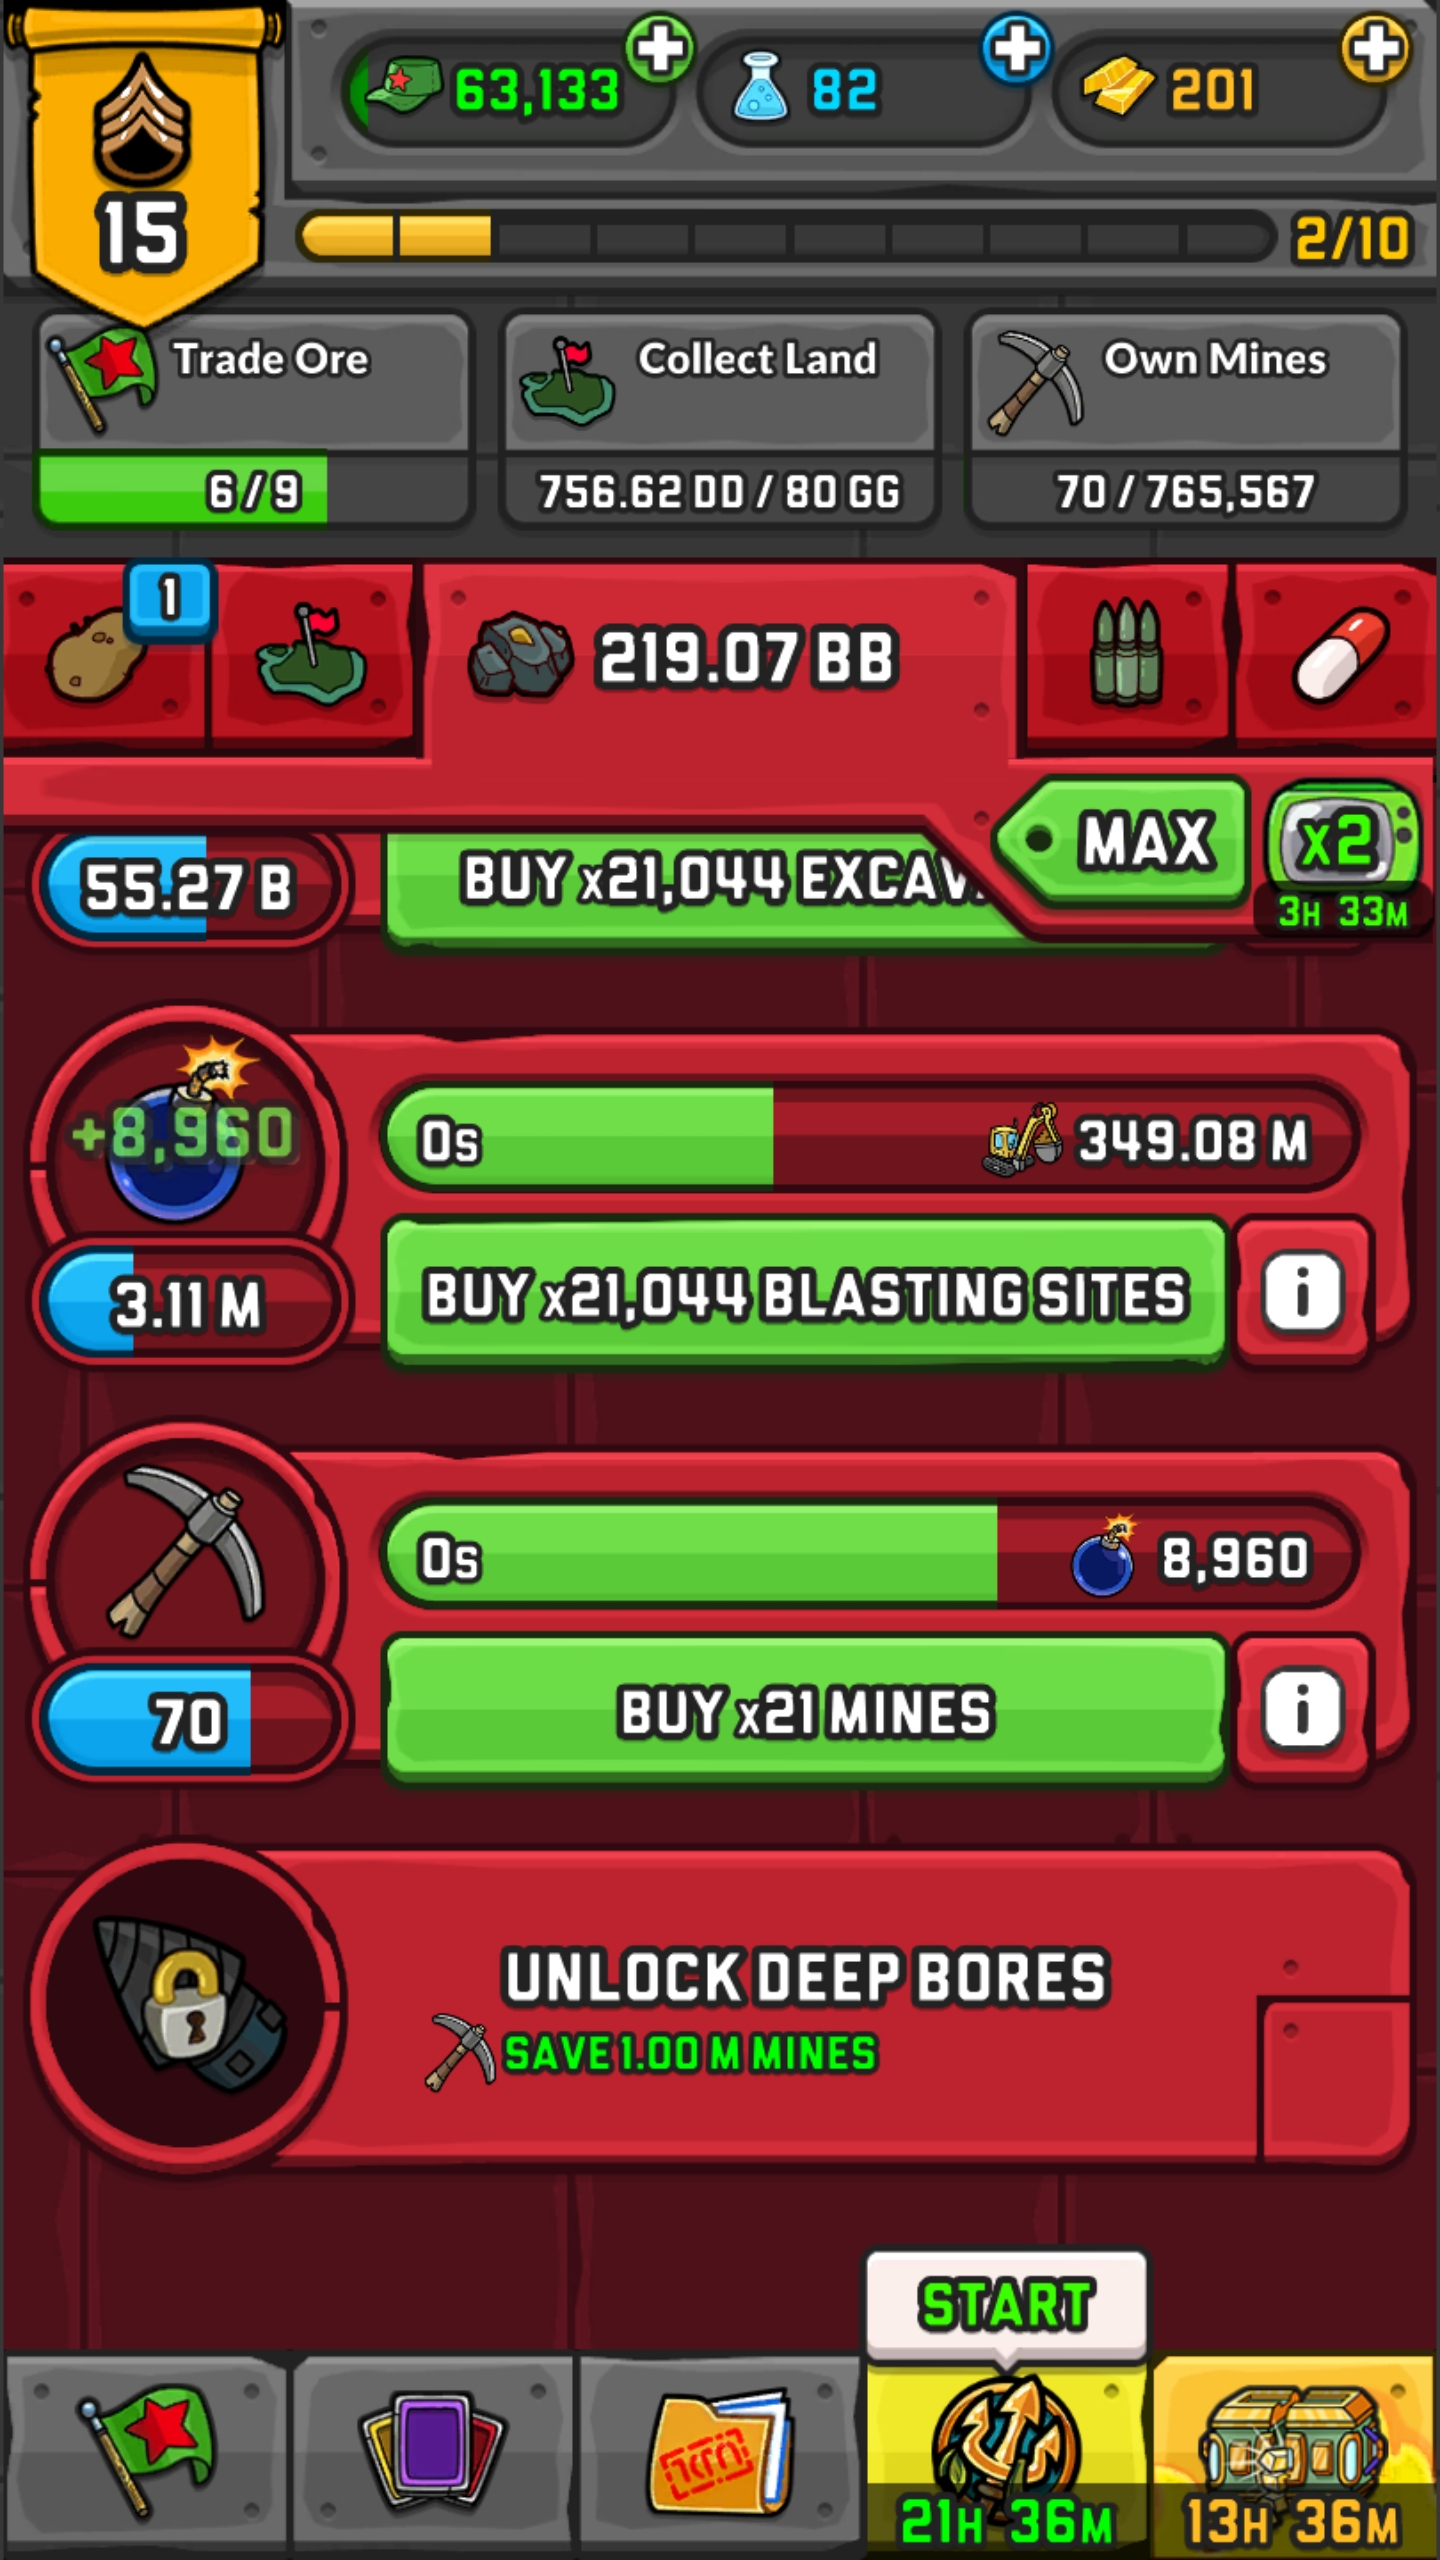 63,133
82
201
15
2/10
Trade Ore
Collect Land
Own Mines
6/9
756.62 DD / 80 GG
70 / 765,567
1
219.07 BB
MAX
x2
3H 33M
55.27 B
BUY x21,044 EXCAV
+8,960
0s
349.08 M
3.11 M
BUY x21,044 BLASTING SITES
i
0s
8,960
70
BUY x21 MINES
i
UNLOCK DEEP BORES
SAVE 1.00 M MINES
START
21H 36M
13H 36M